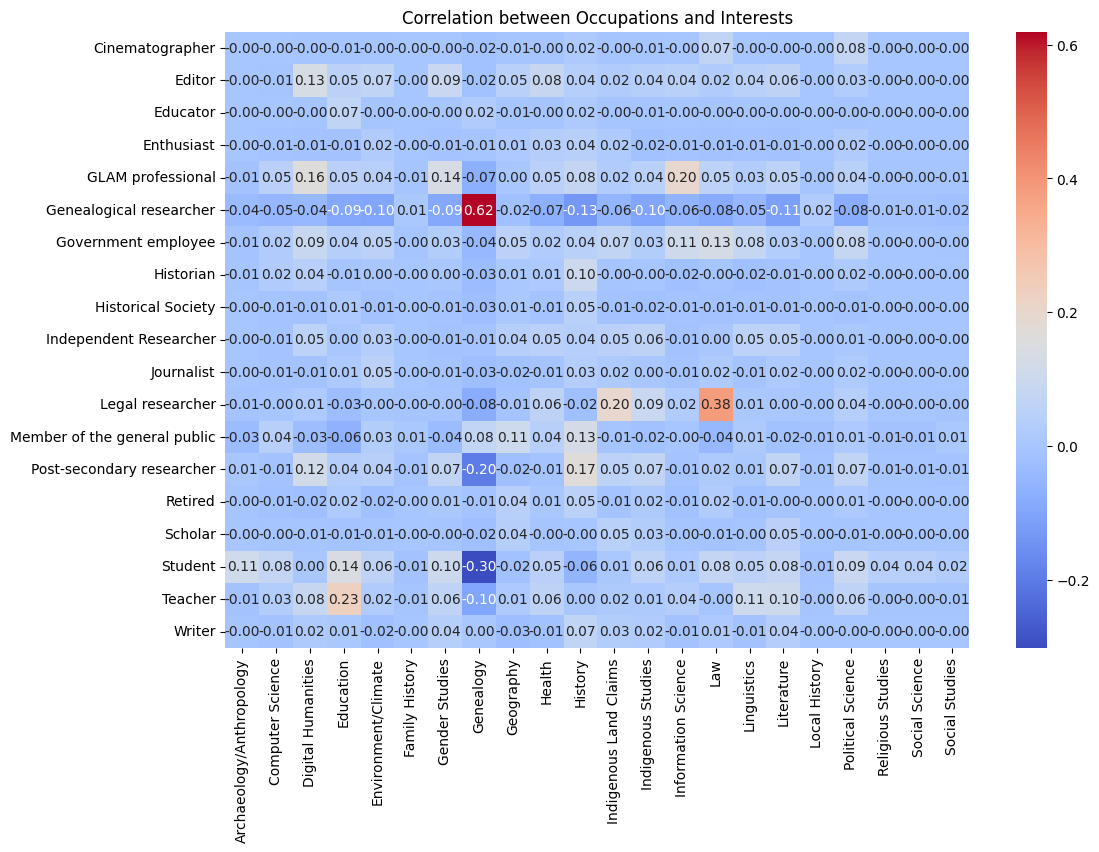 Correlation between Occupations and Interests
Cinematographer -0.00 -0.00 -0.00 -0.01 -0.00 -0.00 -0.00 -0.02 -0.01 -0.00 0.02 -0.00 -0.01 -0.00 0.07 -0.00 -0.00 -0.00 0.08 -0.00 -0.00 -0.00
Editor -0.00 -0.01 0.13 0.05 0.07 -0.00 0.09 -0.02 0.05 0.08 0.04 0.02 0.04 0.04 0.02 0.04 0.06 -0.00 0.03 -0.00 -0.00 -0.00
Educator -0.00 -0.00 -0.00 0.07 -0.00 -0.00 -0.00 0.02 -0.01 -0.00 0.02 -0.00 -0.01 -0.00 -0.00 -0.00 -0.00 -0.00 -0.00 -0.00 -0.00 -0.00
Enthusiast -0.00 -0.01 -0.01 -0.01 0.02 -0.00 -0.01 -0.01 0.01 0.03 0.04 0.02 -0.02 -0.01 -0.01 -0.01 -0.01 -0.00 0.02 -0.00 -0.00 -0.00
GLAM professional -0.01 0.05 0.16 0.05 0.04 -0.01 0.14 -0.07 0.00 0.05 0.08 0.02 0.04 0.20 0.05 0.03 0.05 -0.00 0.04 -0.00 -0.00 -0.01
Genealogical researcher -0.04 -0.05 -0.04 -0.09 -0.10 0.01 -0.09 0.62 -0.02 -0.07 -0.13 -0.06 -0.10 -0.06 -0.08 -0.05 -0.11 0.02 -0.08 -0.01 -0.01 -0.02
Government employee -0.01 0.02 0.09 0.04 0.05 -0.00 0.03 -0.04 0.05 0.02 0.04 0.07 0.03 0.11 0.13 0.08 0.03 -0.00 0.08 -0.00 -0.00 -0.00
Historian -0.01 0.02 0.04 -0.01 0.00 -0.00 0.00 -0.03 0.01 0.01 0.10 -0.00 -0.00 -0.02 -0.00 -0.02 -0.01 -0.00 0.02 -0.00 -0.00 -0.00
Historical Society -0.00 -0.01 -0.01 0.01 -0.01 -0.00 -0.01 -0.03 0.01 -0.01 0.05 -0.01 -0.02 -0.01 -0.01 -0.01 -0.01 -0.00 -0.01 -0.00 -0.00 -0.00
Independent Researcher -0.00 -0.01 0.05 0.00 0.03 -0.00 -0.01 -0.01 0.04 0.05 0.04 0.05 0.06 -0.01 0.00 0.05 0.05 -0.00 0.01 -0.00 -0.00 -0.00
Journalist -0.00 -0.01 -0.01 0.01 0.05 -0.00 -0.01 -0.03 -0.02 -0.01 0.03 0.02 0.00 -0.01 0.02 -0.01 0.02 -0.00 0.02 -0.00 -0.00 -0.00
Legal researcher -0.01 -0.00 0.01 -0.03 -0.00 -0.00 -0.00 -0.08 -0.01 0.06 -0.02 0.20 0.09 0.02 0.38 0.01 0.00 -0.00 0.04 -0.00 -0.00 -0.00
Member of the general public -0.03 0.04 -0.03 -0.06 0.03 0.01 -0.04 0.08 0.11 0.04 0.13 -0.01 -0.02 -0.00 -0.04 0.01 -0.02 -0.01 0.01 -0.01 -0.01 0.01
Post-secondary researcher 0.01 -0.01 0.12 0.04 0.04 -0.01 0.07 -0.20 -0.02 -0.01 0.17 0.05 0.07 -0.01 0.02 0.01 0.07 -0.01 0.07 -0.01 -0.01 -0.01
Retired -0.00 -0.01 -0.02 0.02 -0.02 -0.00 0.01 -0.01 0.04 0.01 0.05 -0.01 0.02 -0.01 0.02 -0.01 -0.00 -0.00 0.01 -0.00 -0.00 -0.00
Scholar -0.00 -0.00 -0.01 -0.01 -0.01 -0.00 -0.00 -0.02 0.04 -0.00 -0.01 0.05 0.03 -0.00 -0.01 -0.00 0.05 -0.00 -0.01 -0.00 -0.00 -0.00
Student 0.11 0.08 0.00 0.14 0.06 -0.01 0.10 -0.30 -0.02 0.05 -0.06 0.01 0.06 0.01 0.08 0.05 0.08 -0.01 0.09 0.04 0.04 0.02
Teacher -0.01 0.03 0.08 0.23 0.02 -0.01 0.06 -0.10 0.01 0.06 0.00 0.02 0.01 0.04 -0.00 0.11 0.10 -0.00 0.06 -0.00 -0.00 -0.01
Writer -0.00 -0.01 0.02 0.01 -0.02 -0.00 0.04 0.00 -0.03 -0.01 0.07 0.03 0.02 -0.01 0.01 -0.01 0.04 -0.00 -0.00 -0.00 -0.00 -0.00
Archaeology/Anthropology
Computer Science
Digital Humanities
Education
Environment/Climate
Family History
Gender Studies
Genealogy
Geography
Health
History
Indigenous Land Claims
Indigenous Studies
Information Science
Law
Linguistics
Literature
Local History
Political Science
Religious Studies
Social Science
Social Studies
0.6
0.4
0.2
0.0
−0.2